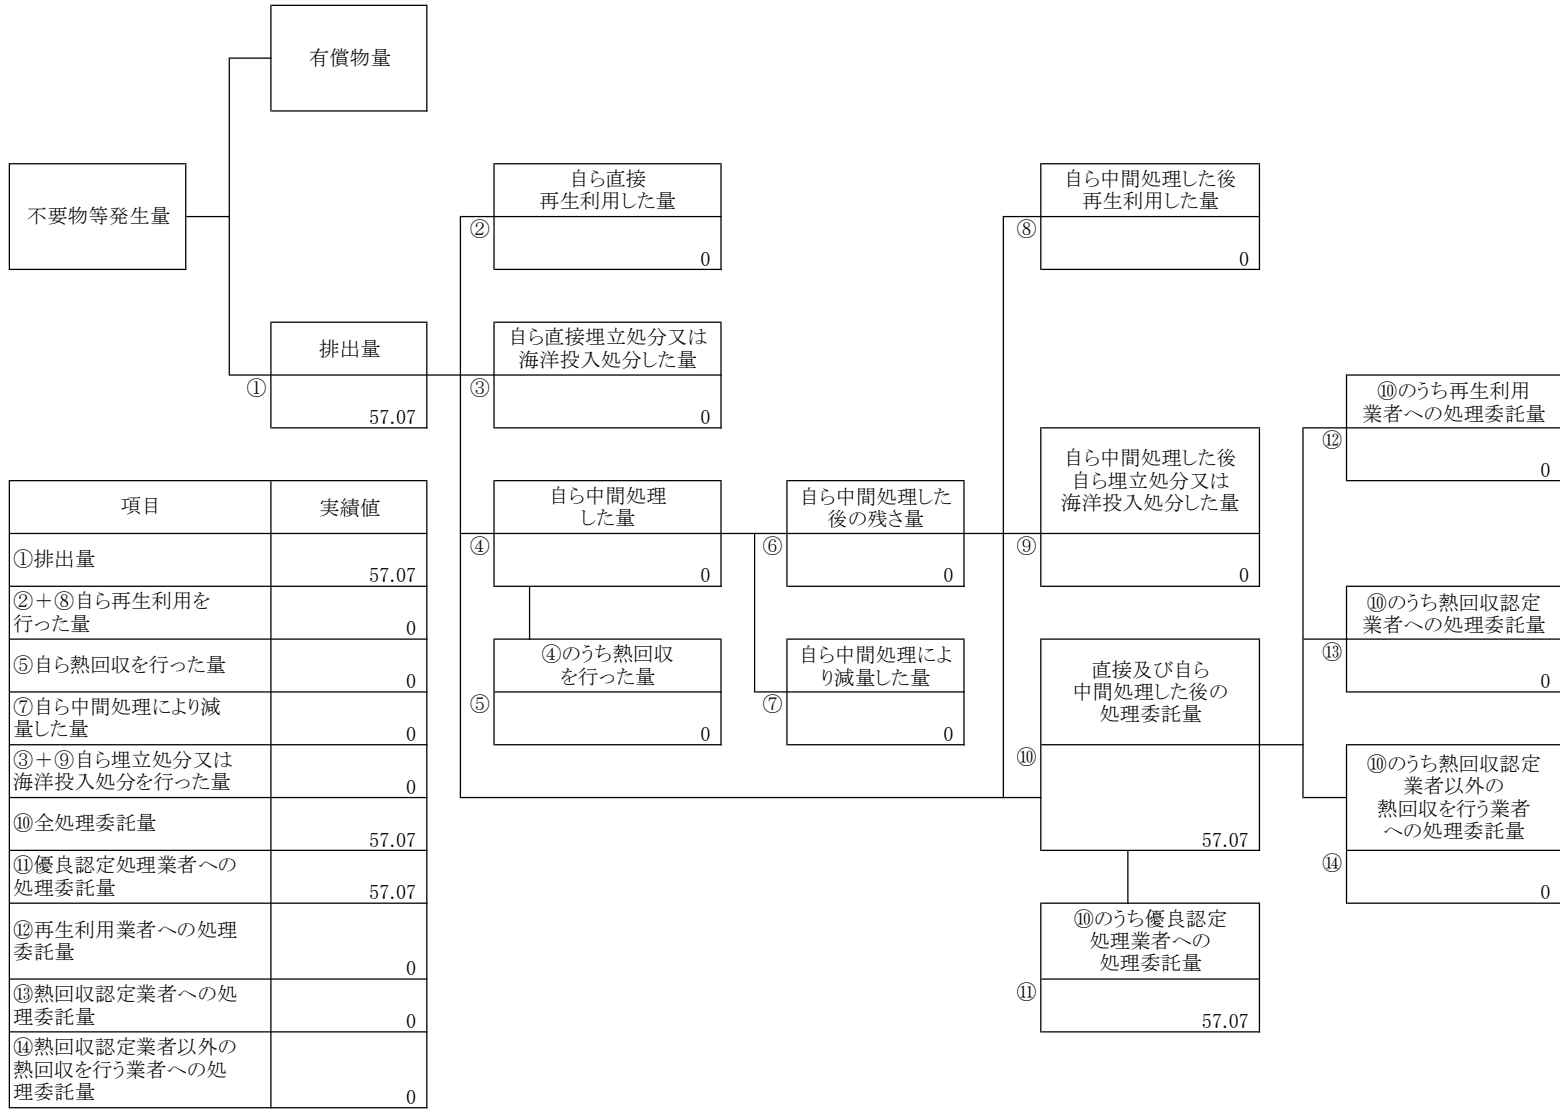 有償物量
不要物等発生量
自ら直接
再生利用した量
②
0
自ら中間処理した後
再生利用した量
⑧
0
排出量
①
57.07
自ら直接埋立処分又は
海洋投入処分した量
③
0
⑩のうち再生利用
業者への処理委託量
⑫
0
自ら中間処理した後
自ら埋立処分又は
海洋投入処分した量
⑨
0
自ら中間処理
した量
④
0
自ら中間処理した
後の残さ量
⑥
0
⑩のうち熱回収認定
業者への処理委託量
⑬
0
④のうち熱回収
を行った量
⑤
0
自ら中間処理によ
り減量した量
⑦
0
直接及び自ら
中間処理した後の
処理委託量
⑩
57.07
⑩のうち熱回収認定
業者以外の
熱回収を行う業者
への処理委託量
⑭
0
⑩のうち優良認定
処理業者への
処理委託量
⑪
57.07
項目 実績値
①排出量
57.07
②＋⑧自ら再生利用を
行った量
0
⑤自ら熱回収を行った量
0
⑦自ら中間処理により減
量した量
0
③＋⑨自ら埋立処分又は
海洋投入処分を行った量
0
⑩全処理委託量
57.07
⑪優良認定処理業者への
処理委託量
57.07
⑫再生利用業者への処理
委託量
0
⑬熱回収認定業者への処
理委託量
0
⑭熱回収認定業者以外の
熱回収を行う業者への処
理委託量
0